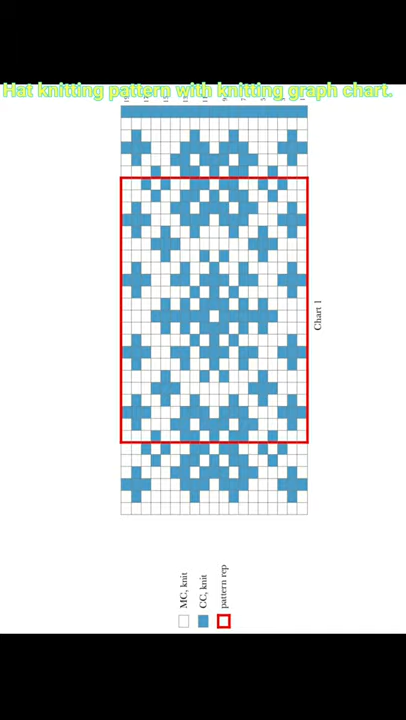 Hat knitting pattern with knitting graph chart.
Chart 1
MC, knit
CC, knit
pattern rep